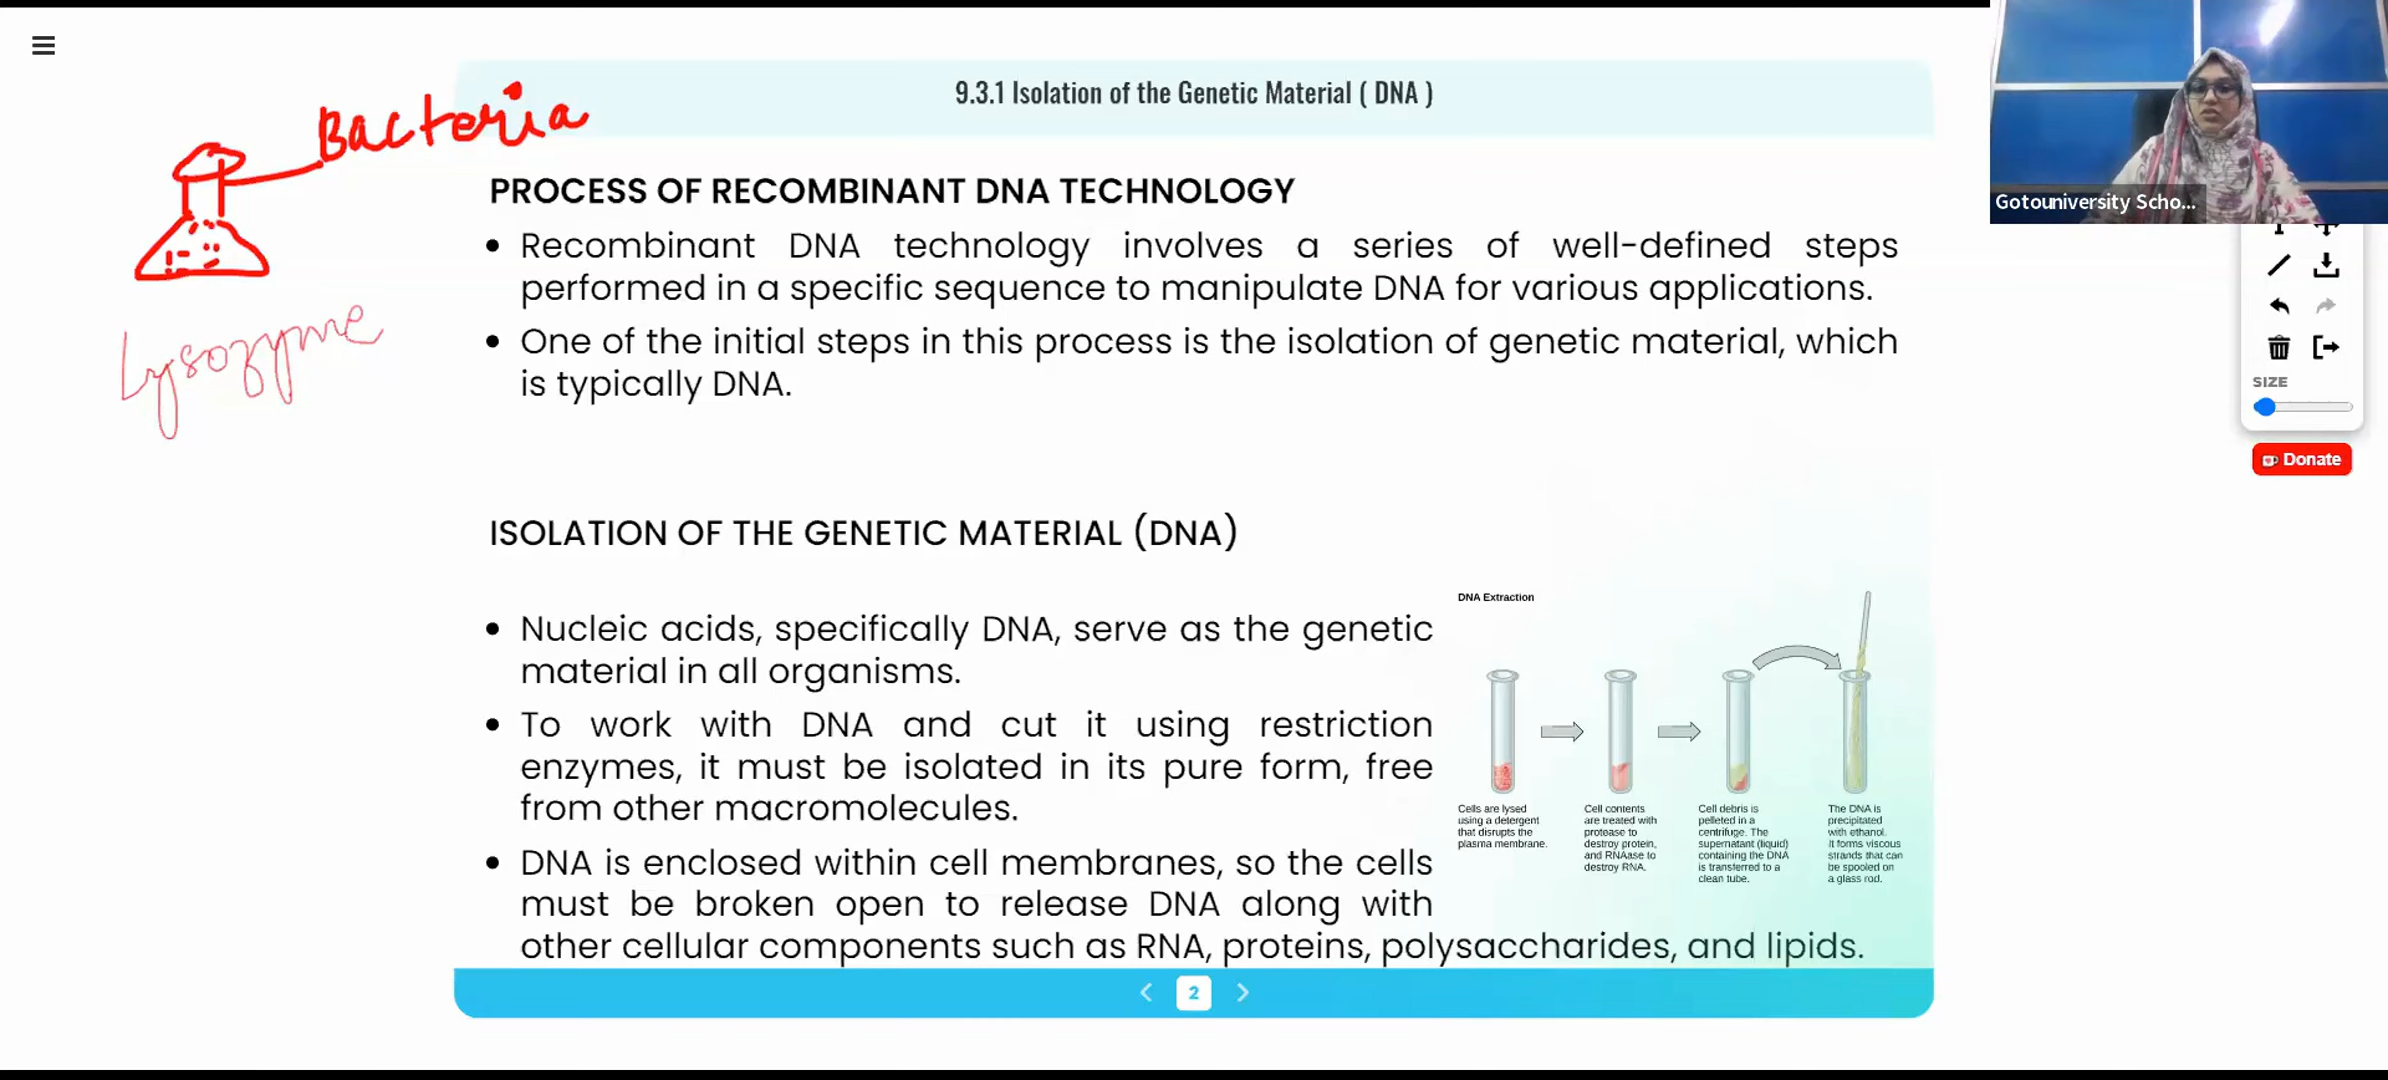 9.3.1 Isolation of the Genetic Material ( DNA )
Bacteria
Lysozyme
PROCESS OF RECOMBINANT DNA TECHNOLOGY
• Recombinant DNA technology involves a series of well-defined steps
performed in a specific sequence to manipulate DNA for various applications.
• One of the initial steps in this process is the isolation of genetic material, which
is typically DNA.
ISOLATION OF THE GENETIC MATERIAL (DNA)
• Nucleic acids, specifically DNA, serve as the genetic
material in all organisms.
• To work with DNA and cut it using restriction
enzymes, it must be isolated in its pure form, free
from other macromolecules.
• DNA is enclosed within cell membranes, so the cells
must be broken open to release DNA along with
other cellular components such as RNA, proteins, polysaccharides, and lipids.
DNA Extraction
Cells are lysed
using a detergent
that disrupts the
plasma membrane.
Cell contents
are treated with
protease to
destroy protein,
and RNAase to
destroy RNA.
Cell debris is
pelleted in a
centrifuge. The
supernatant (liquid)
containing the DNA
is transferred to a
clean tube.
The DNA is
precipitated
with ethanol.
It forms viscous
strands that can
be spooled on
a glass rod.
2
Gotouniversity Scho...
SIZE
Donate